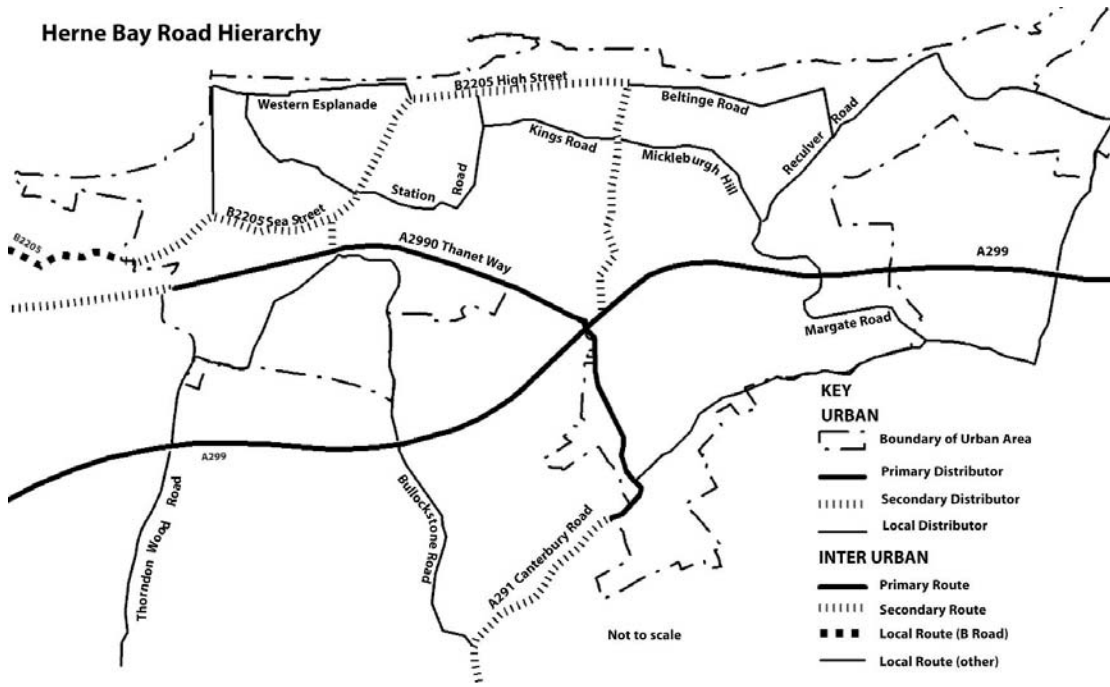 Herne Bay Road Hierarchy
B2205 High Street
Western Esplanade
Beltinge Road
Reculver Road
Kings Road
Mickleburgh Hill
Station Road
B2205 Sea Street
B2205
A2990 Thanet Way
A299
Margate Road
A299
Thorndon Wood Road
Bullockstone Road
A291 Canterbury Road
Not to scale
KEY
URBAN
Boundary of Urban Area
Primary Distributor
Secondary Distributor
Local Distributor
INTER URBAN
Primary Route
Secondary Route
Local Route (B Road)
Local Route (other)